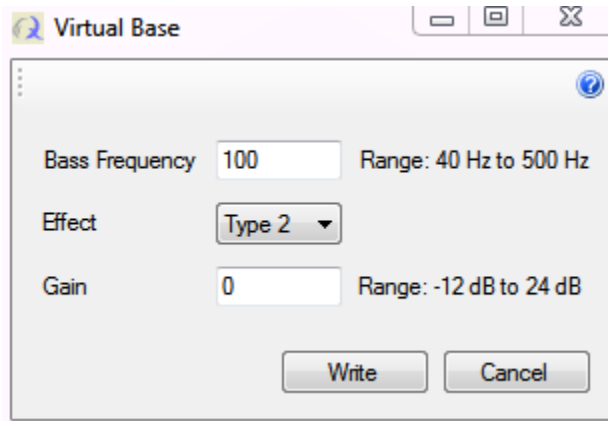 Virtual Base
Bass Frequency 100 Range: 40 Hz to 500 Hz
Effect Type 2
Gain 0 Range: -12 dB to 24 dB
Write Cancel